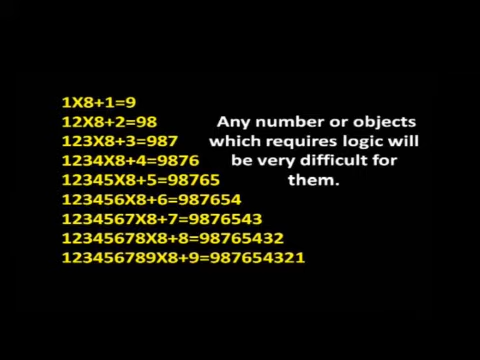 1X8+1=9
12X8+2=98
123X8+3=987
1234X8+4=9876
12345X8+5=98765
123456X8+6=987654
1234567X8+7=9876543
12345678X8+8=98765432
123456789X8+9=987654321
Any number or objects
which requires logic will
be very difficult for
them.